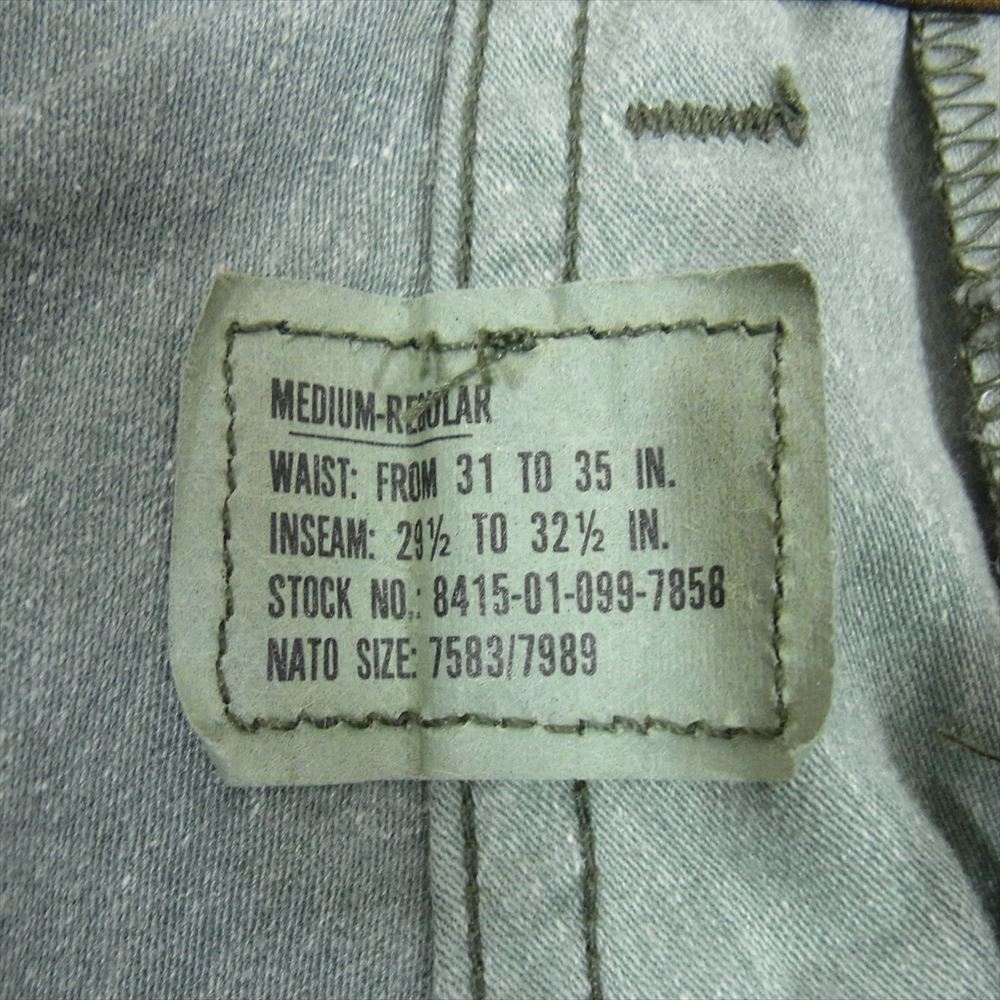 MEDIUM-REGULAR
WAIST: FROM 31 TO 35 IN.
INSEAM: 29½ TO 32½ IN.
STOCK NO.: 8415-01-099-7858
NATO SIZE: 7583/7989